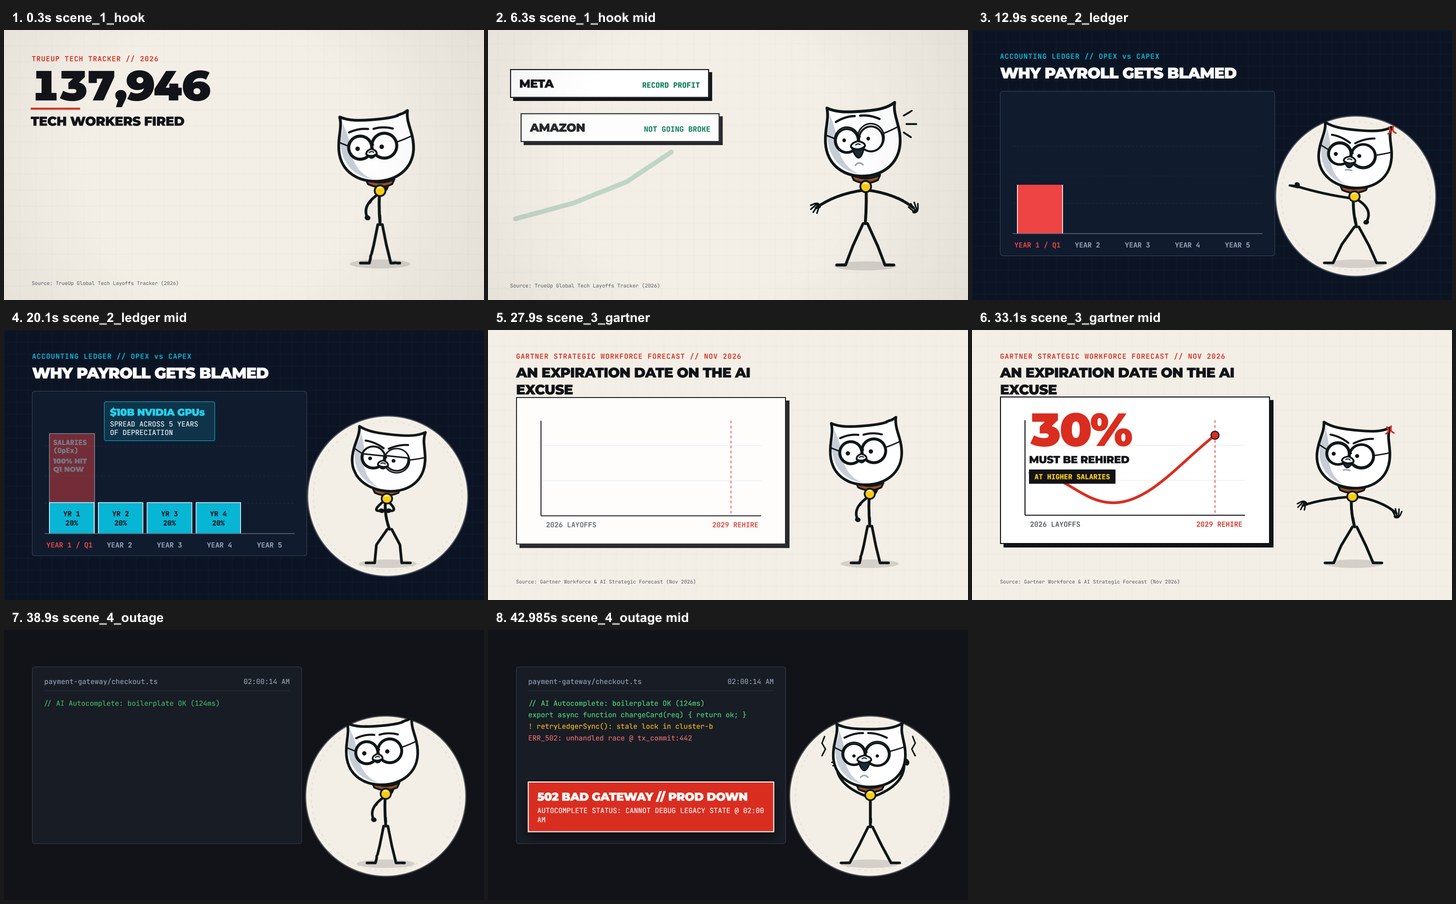 1. 0.3s scene_1_hook
TRUEUP TECH TRACKER // 2026
137,946
TECH WORKERS FIRED
Source: TrueUp Global Tech Layoffs Tracker (2026)
2. 6.3s scene_1_hook mid
META
RECORD PROFIT
AMAZON
NOT GOING BROKE
Source: TrueUp Global Tech Layoffs Tracker (2026)
3. 12.9s scene_2_ledger
ACCOUNTING LEDGER // OPEX vs CAPEX
WHY PAYROLL GETS BLAMED
YEAR 1 / Q1
YEAR 2
YEAR 3
YEAR 4
YEAR 5
4. 20.1s scene_2_ledger mid
ACCOUNTING LEDGER // OPEX vs CAPEX
WHY PAYROLL GETS BLAMED
$10B NVIDIA GPUs
SPREAD ACROSS 5 YEARS
OF DEPRECIATION
SALARIES
(OpEx)
100% HIT
Q1 NOW
YR 1
20%
YR 2
20%
YR 3
20%
YR 4
20%
YEAR 1 / Q1
YEAR 2
YEAR 3
YEAR 4
YEAR 5
5. 27.9s scene_3_gartner
GARTNER STRATEGIC WORKFORCE FORECAST // NOV 2026
AN EXPIRATION DATE ON THE AI
EXCUSE
2026 LAYOFFS
2029 REHIRE
Source: Gartner Workforce & AI Strategic Forecast (Nov 2026)
6. 33.1s scene_3_gartner mid
GARTNER STRATEGIC WORKFORCE FORECAST // NOV 2026
AN EXPIRATION DATE ON THE AI
EXCUSE
30%
MUST BE REHIRED
AT HIGHER SALARIES
2026 LAYOFFS
2029 REHIRE
Source: Gartner Workforce & AI Strategic Forecast (Nov 2026)
7. 38.9s scene_4_outage
payment-gateway/checkout.ts
02:00:14 AM
// AI Autocomplete: boilerplate OK (124ms)
8. 42.985s scene_4_outage mid
payment-gateway/checkout.ts
02:00:14 AM
// AI Autocomplete: boilerplate OK (124ms)
export async function chargeCard(req) { return ok; }
! retryLedgerSync(): stale lock in cluster-b
ERR_502: unhandled race @ tx_commit:442
502 BAD GATEWAY // PROD DOWN
AUTOCOMPLETE STATUS: CANNOT DEBUG LEGACY STATE @ 02:00
AM